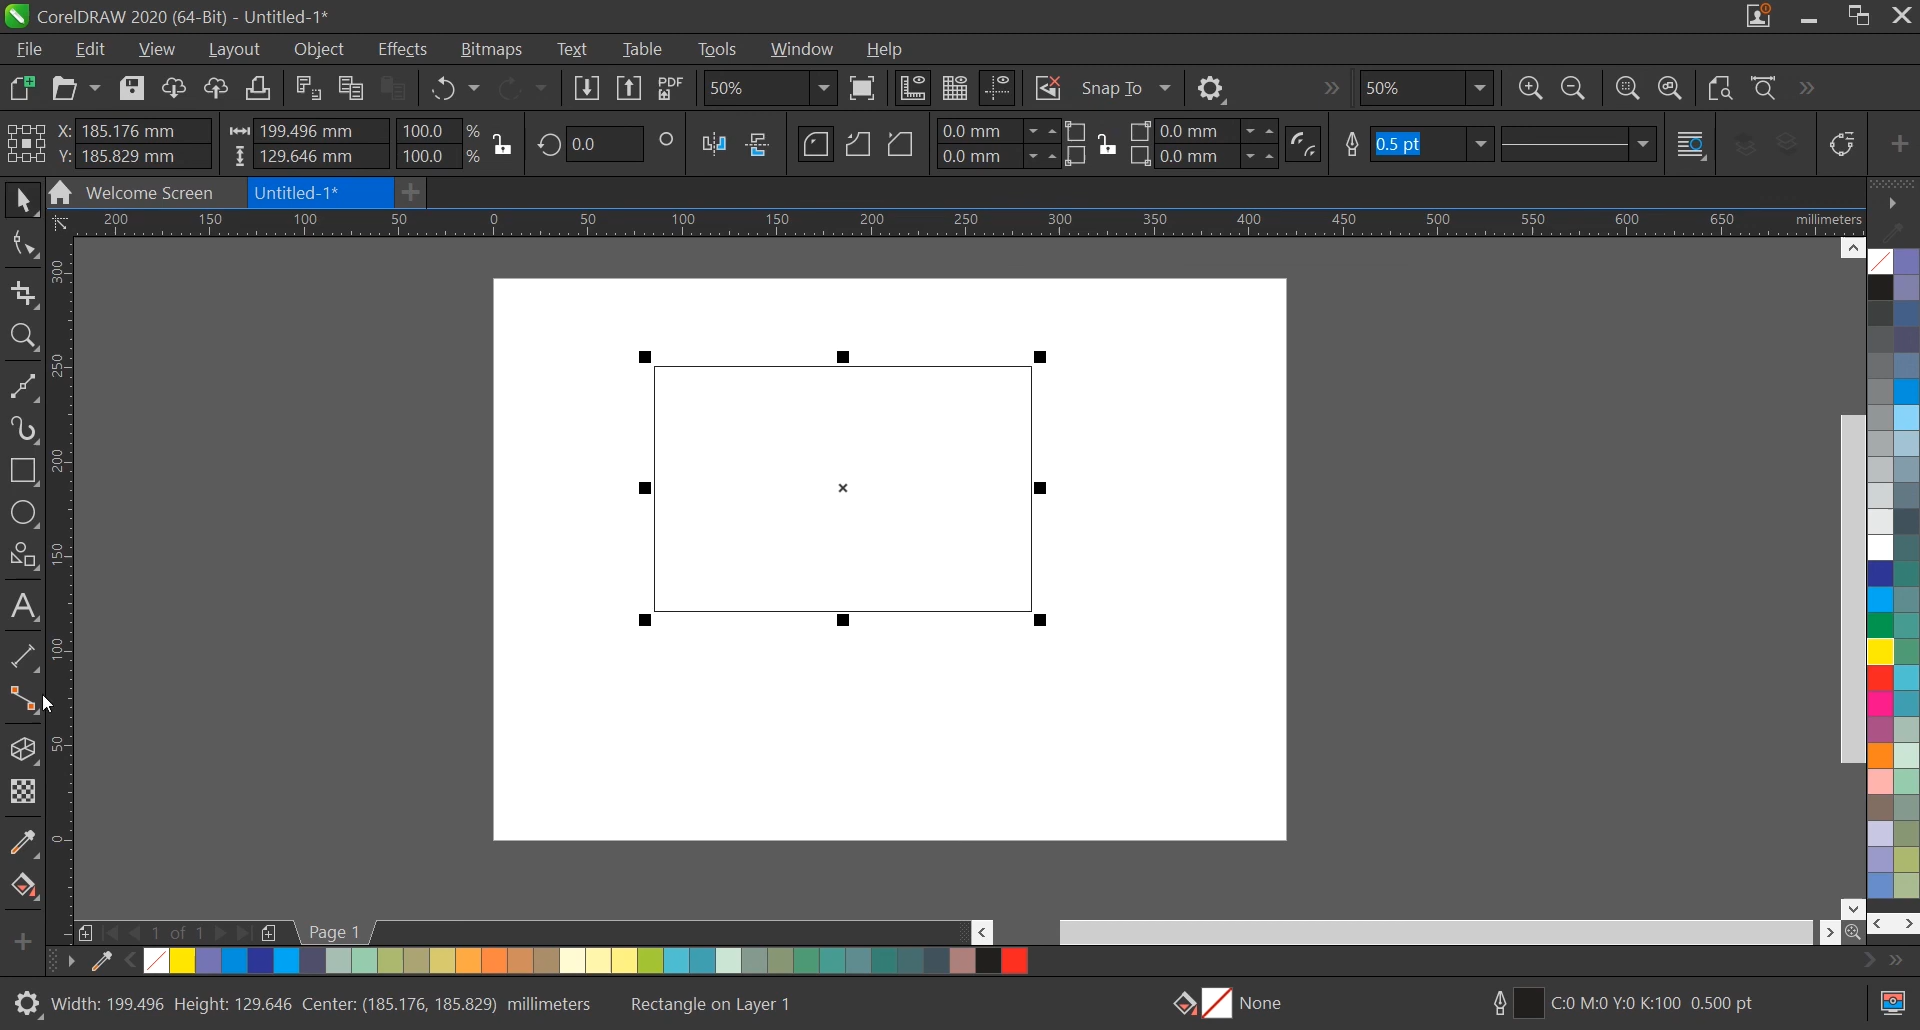 CorelDRAW 2020 (64-Bit) - Untitled-1*
File Edit View Layout Object Effects Bitmaps Text Table Tools Window Help
PDF 50% Snap To 50%
X: 185.176 mm 199.496 mm 100.0 % 0.0 0.0 mm 0.0 mm 0.5 pt
Y: 185.829 mm 129.646 mm 100.0 % 0.0 mm 0.0 mm
Welcome Screen Untitled-1*
200 150 100 50 0 50 100 150 200 250 300 350 400 450 500 550 600 650 millimeters
300
250
200
150
100
50
0
1 of 1 Page 1
Width: 199.496 Height: 129.646 Center: (185.176, 185.829) millimeters Rectangle on Layer 1 None C:0 M:0 Y:0 K:100 0.500 pt